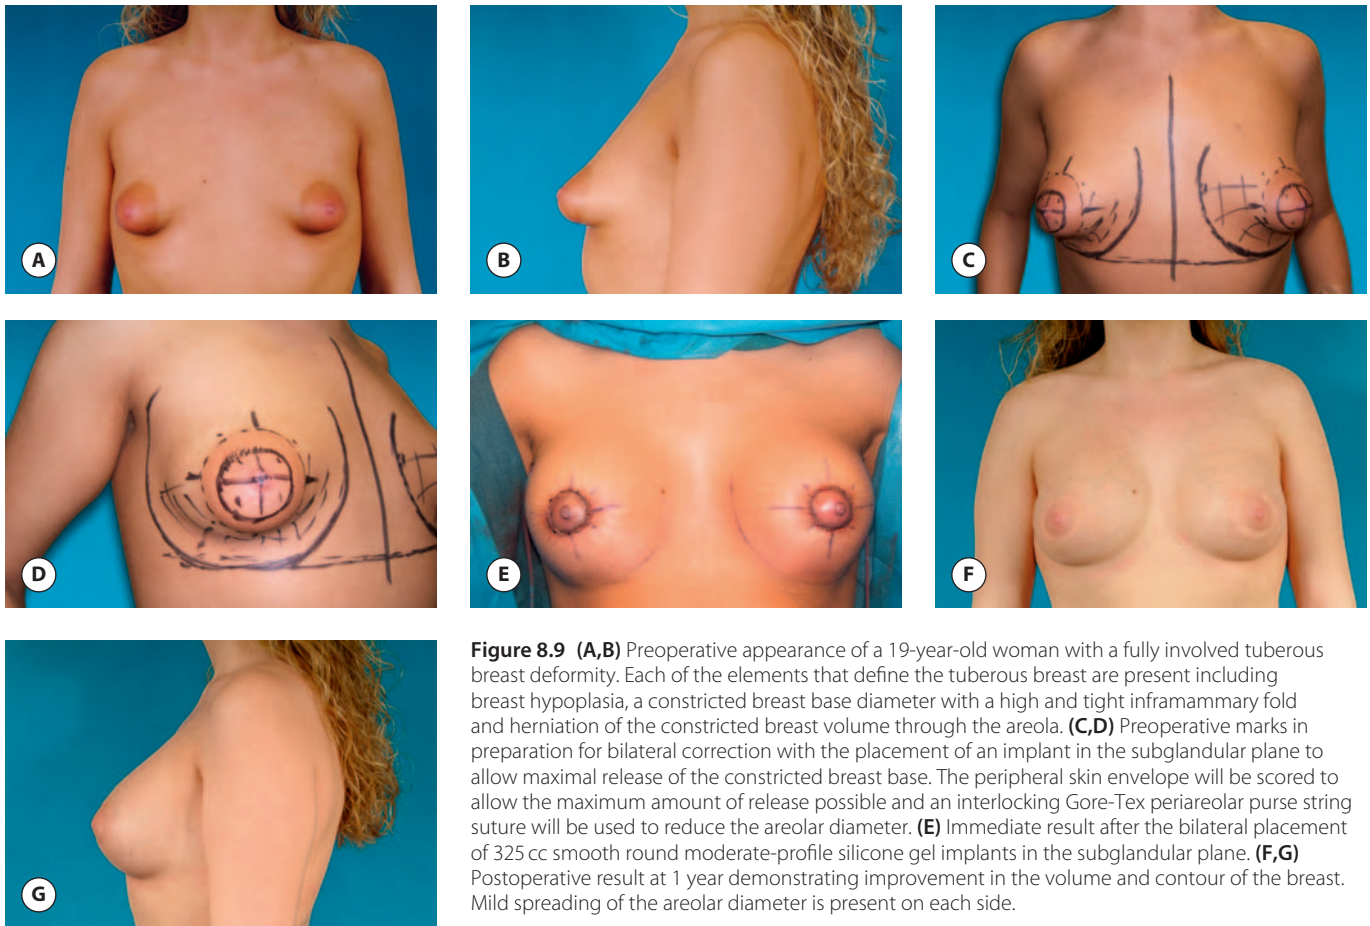 A
B
C
D
E
F
G
Figure 8.9 (A,B) Preoperative appearance of a 19-year-old woman with a fully involved tuberous
breast deformity. Each of the elements that define the tuberous breast are present including
breast hypoplasia, a constricted breast base diameter with a high and tight inframammary fold
and herniation of the constricted breast volume through the areola. (C,D) Preoperative marks in
preparation for bilateral correction with the placement of an implant in the subglandular plane to
allow maximal release of the constricted breast base. The peripheral skin envelope will be scored to
allow the maximum amount of release possible and an interlocking Gore-Tex periareolar purse string
suture will be used to reduce the areolar diameter. (E) Immediate result after the bilateral placement
of 325 cc smooth round moderate-profile silicone gel implants in the subglandular plane. (F,G)
Postoperative result at 1 year demonstrating improvement in the volume and contour of the breast.
Mild spreading of the areolar diameter is present on each side.